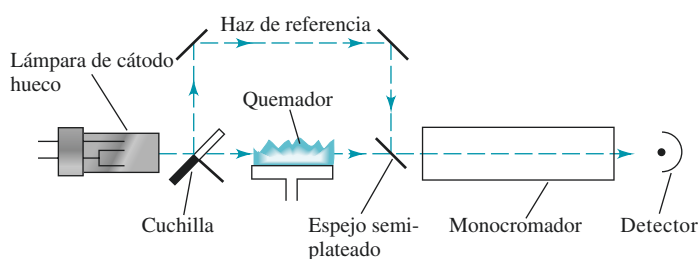 Haz de referencia
Lámpara de cátodo
hueco
Quemador
Cuchilla
Espejo semi-
plateado
Monocromador
Detector